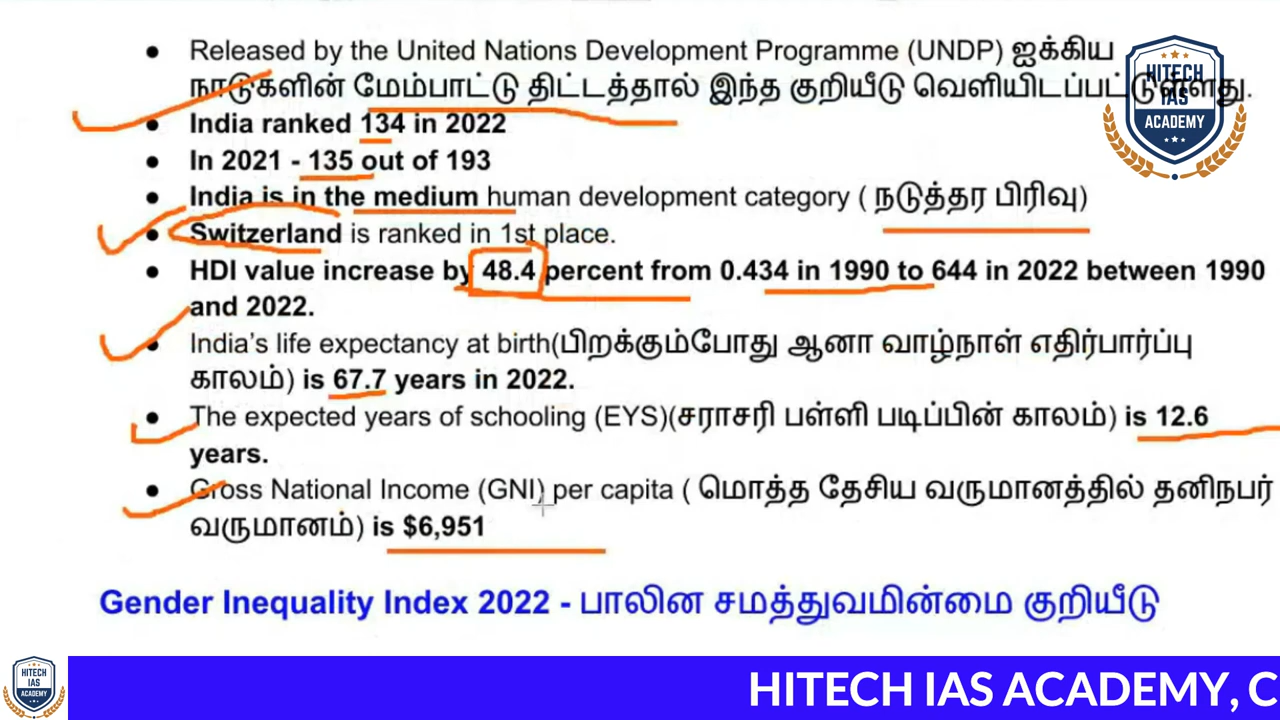 ● Released by the United Nations Development Programme (UNDP) ஐக்கிய
நாடுகளின் மேம்பாட்டு திட்டத்தால் இந்த குறியீடு வெளியிடப்பட்டுள்ளது.
● India ranked 134 in 2022
● In 2021 - 135 out of 193
● India is in the medium human development category ( நடுத்தர பிரிவு)
● Switzerland is ranked in 1st place.
● HDI value increase by 48.4 percent from 0.434 in 1990 to 644 in 2022 between 1990
and 2022.
● India's life expectancy at birth(பிறக்கும்போது ஆனா வாழ்நாள் எதிர்பார்ப்பு
காலம்) is 67.7 years in 2022.
● The expected years of schooling (EYS)(சராசரி பள்ளி படிப்பின் காலம்) is 12.6
years.
● Gross National Income (GNI) per capita ( மொத்த தேசிய வருமானத்தில் தனிநபர்
வருமானம்) is $6,951
Gender Inequality Index 2022 - பாலின சமத்துவமின்மை குறியீடு
HITECH
IAS
ACADEMY
HITECH
IAS
ACADEMY
HITECH IAS ACADEMY, C